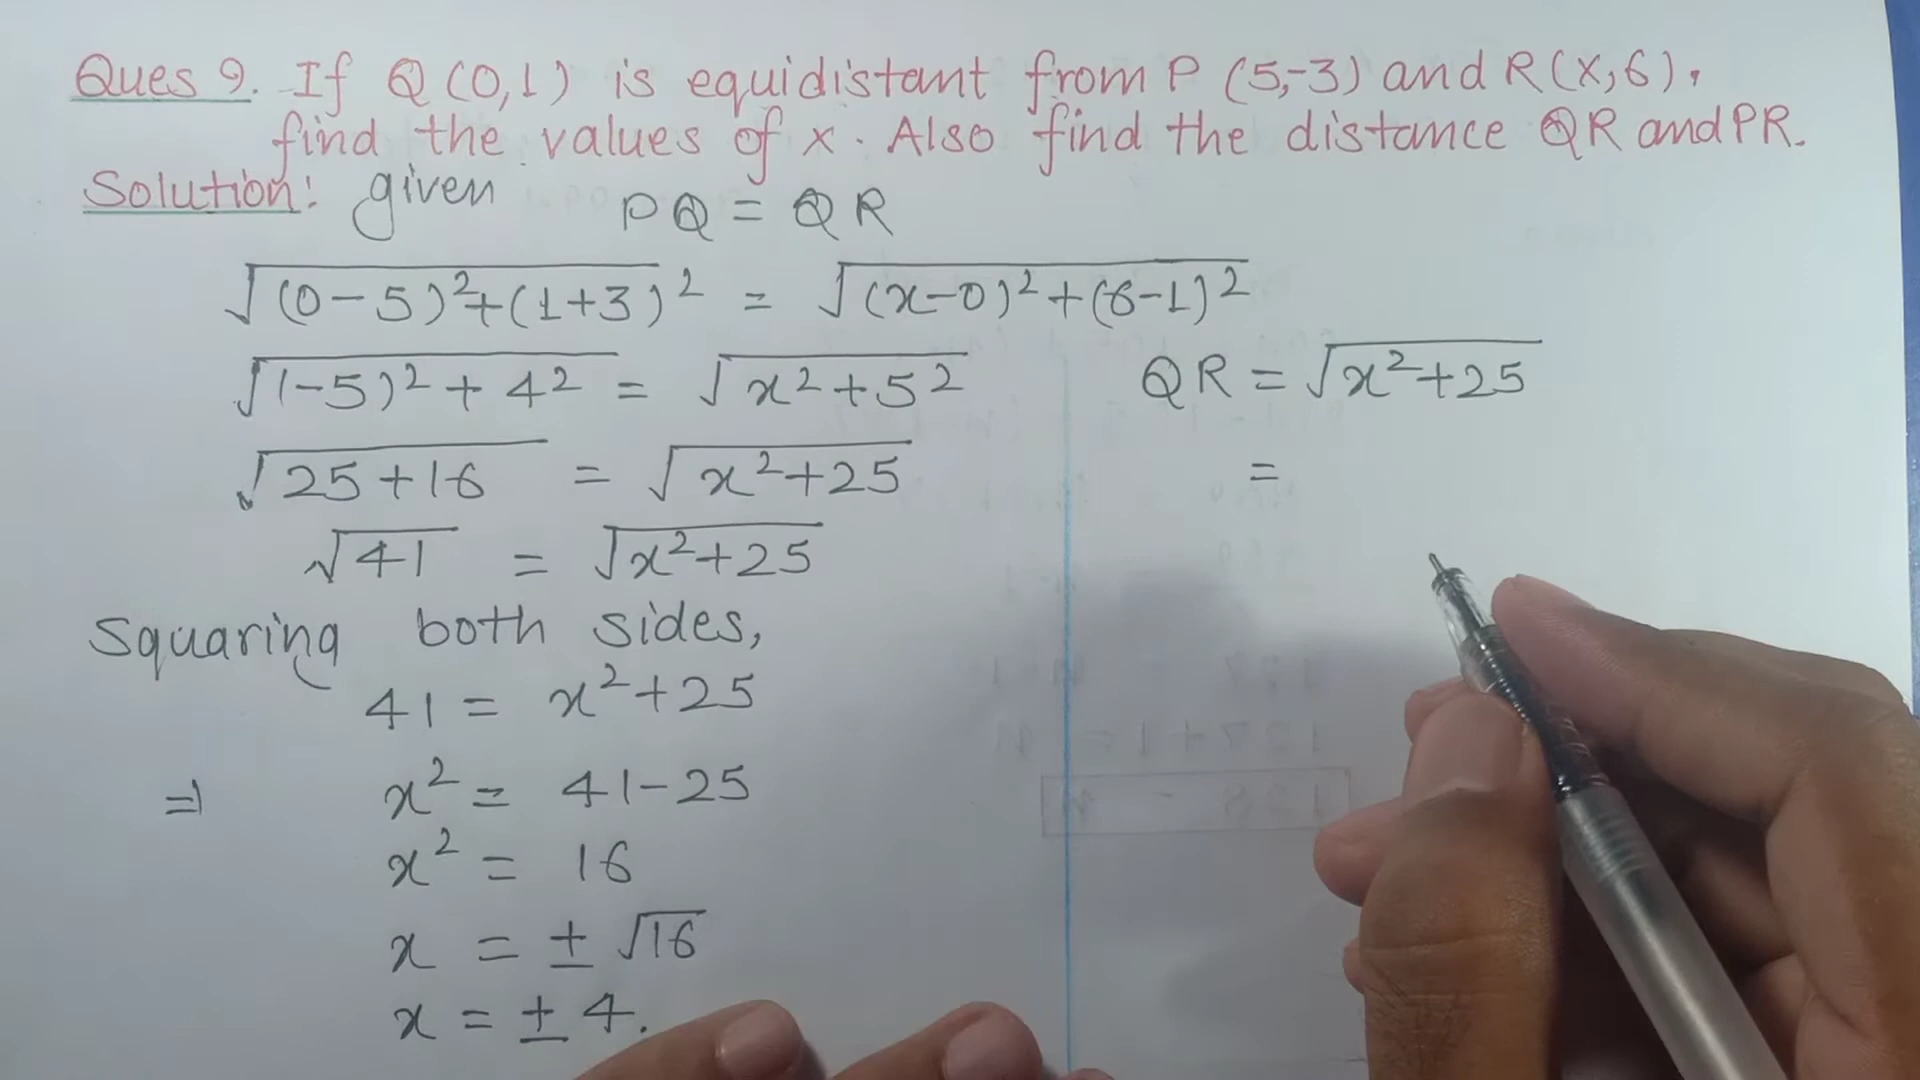 Ques 9. If Q (0,1) is equidistant from P (5,-3) and R (x,6),
find the values of x. Also find the distance QR and PR.
Solution: given PQ = QR
√(0-5)²+(1+3)² = √(x-0)²+(6-1)²
√(-5)²+4² = √x²+5²
√25+16 = √x²+25
√41 = √x²+25
Squaring both sides,
41 = x²+25
⇒ x² = 41-25
x² = 16
x = ± √16
x = ± 4.
QR = √x²+25
=